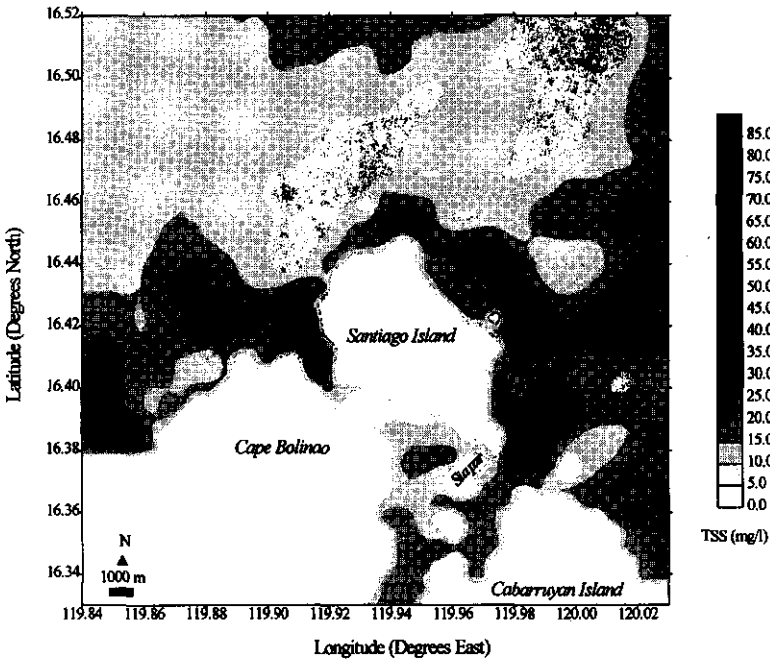 16.52
16.50
16.48
16.46
16.44
16.42
16.40
16.38
16.36
16.34
Latitude (Degrees North)
Santiago Island
Cape Bolinao
Siapar
Cabarruyan Island
N
1000 m
119.84 119.86 119.88 119.90 119.92 119.94 119.96 119.98 120.00 120.02
Longitude (Degrees East)
85.0
80.0
75.0
70.0
65.0
60.0
55.0
50.0
45.0
40.0
35.0
30.0
25.0
20.0
15.0
10.0
5.0
0.0
TSS (mg/l)